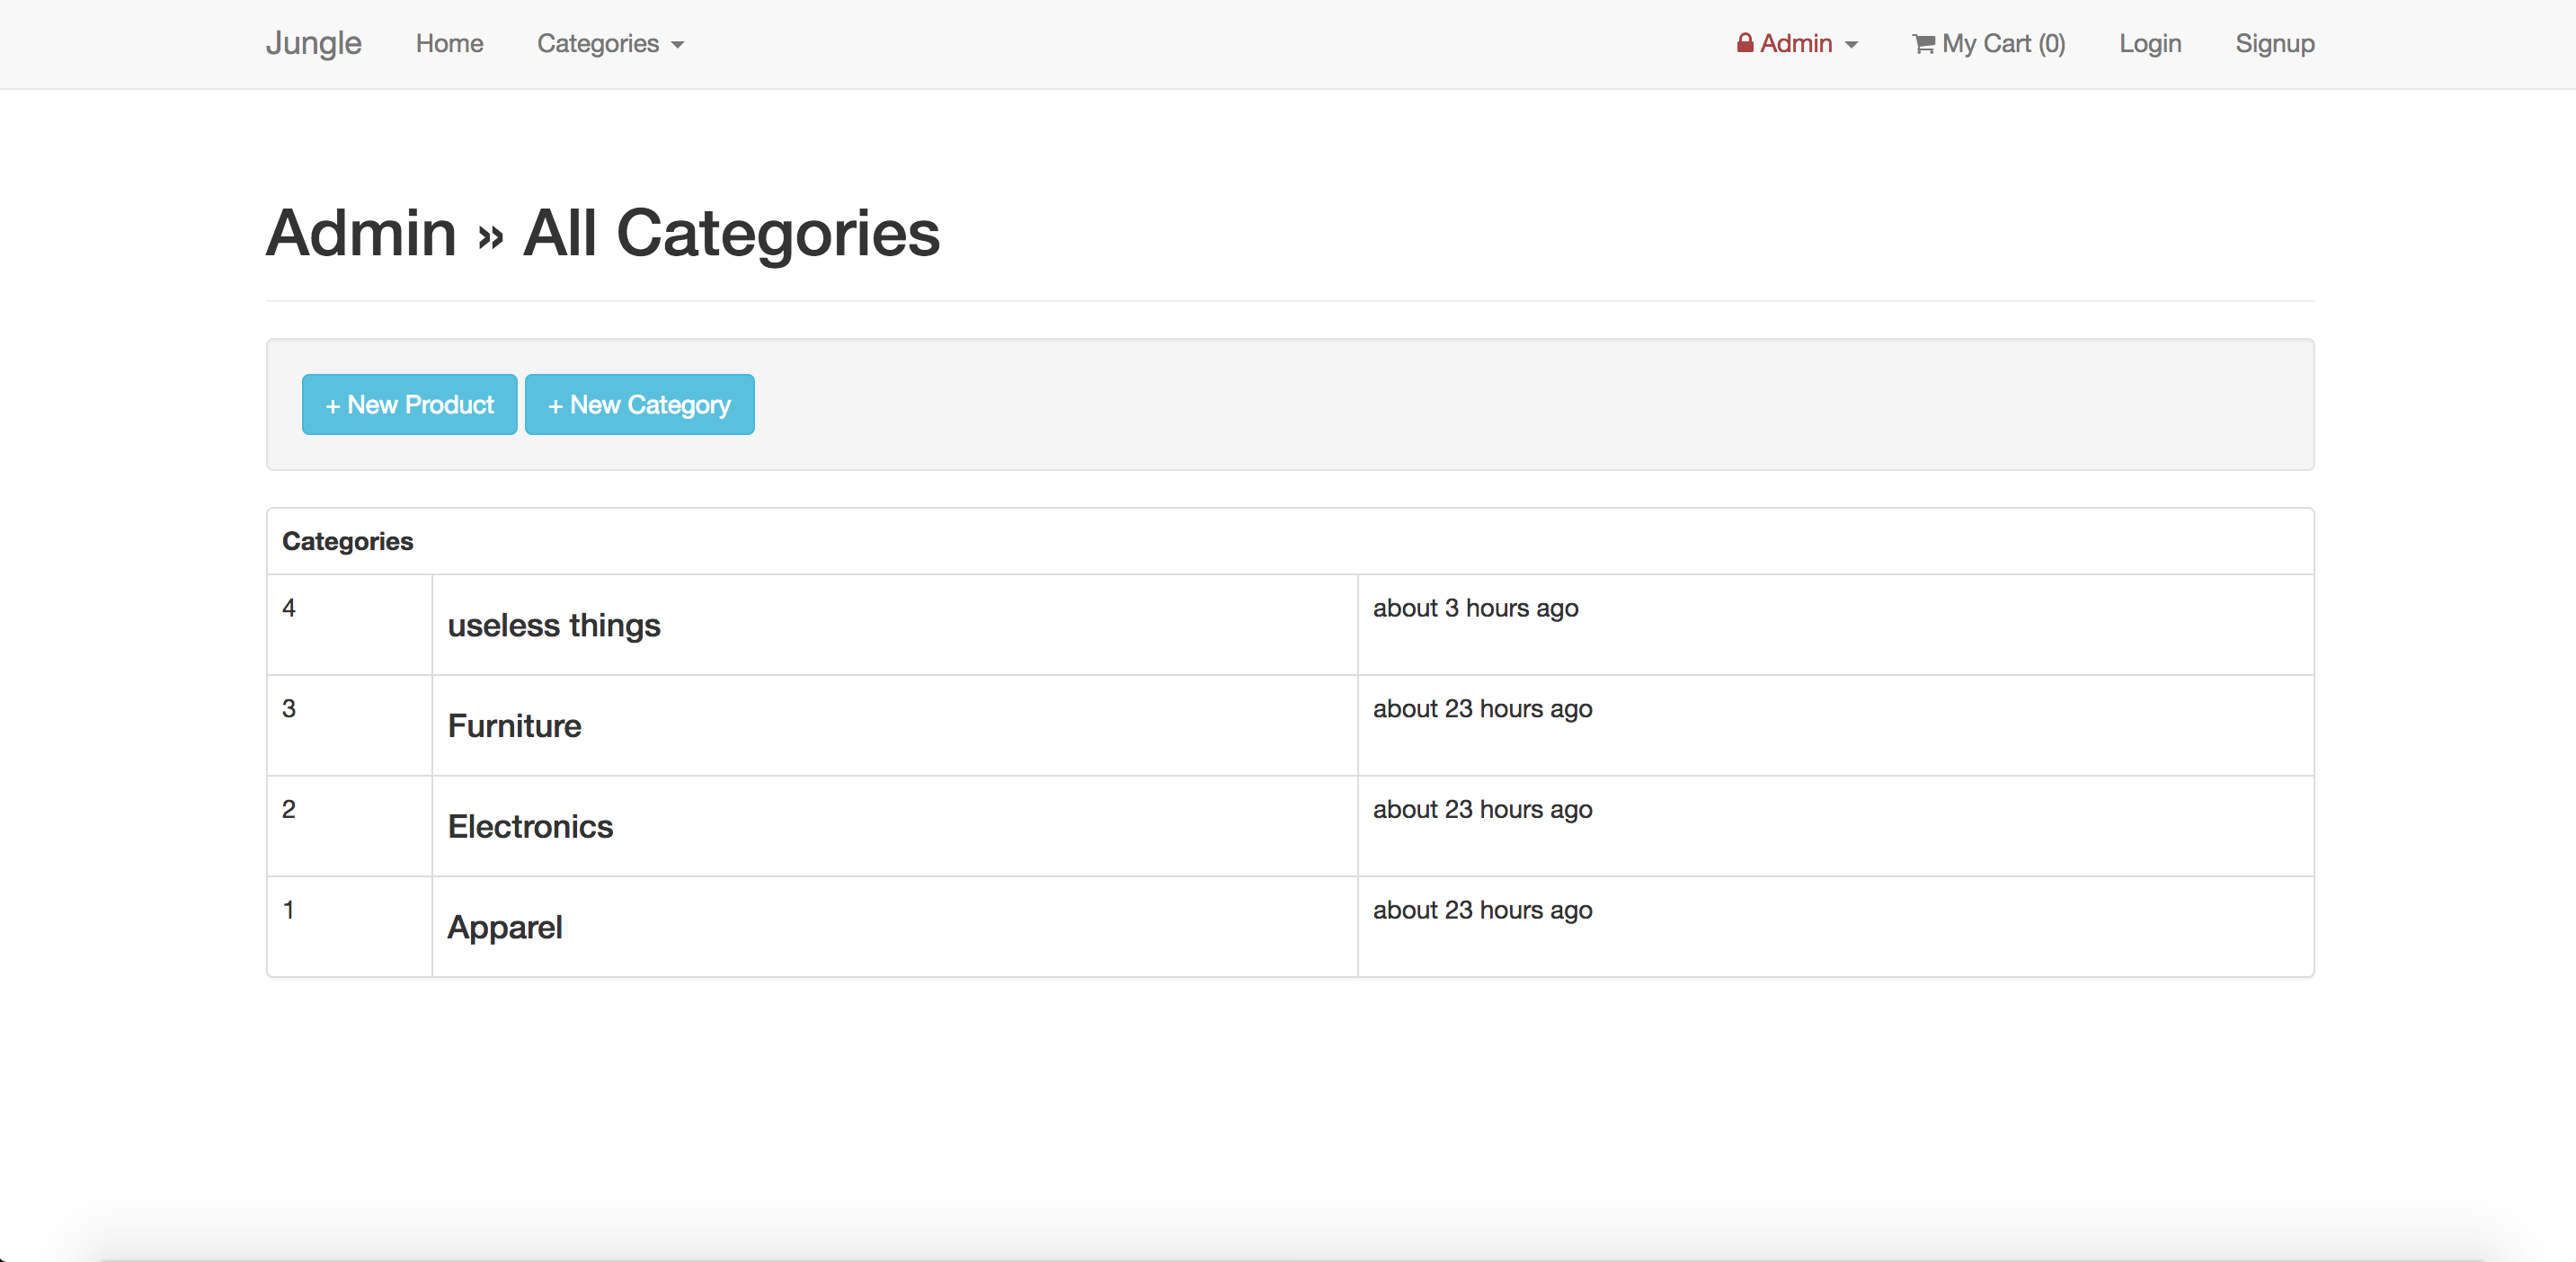 Jungle Home Categories Admin My Cart (0) Login Signup
Admin » All Categories
+ New Product + New Category
Categories
4 useless things about 3 hours ago
3 Furniture about 23 hours ago
2 Electronics about 23 hours ago
1 Apparel about 23 hours ago